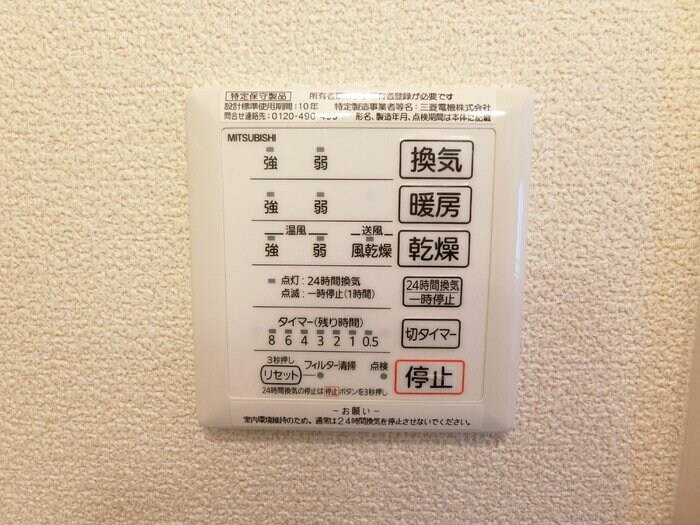 特定保守製品 所有者 登録が必要です
設計標準使用期間:10年 特定製造事業者等名:三菱電機株式会社
問合せ連絡先:0120-490-499 形名、製造年月、点検期間は本体に記載
MITSUBISHI
強 弱 換気
強 弱 暖房
温風 送風
強 弱 風乾燥 乾燥
点灯:24時間換気
点滅:一時停止(1時間)
24時間換気
一時停止
タイマー(残り時間)
8 6 4 3 2 1 0.5
切タイマー
3秒押し
リセット フィルター清掃 点検
停止
24時間換気の停止は停止ボタンを3秒押し
-お願い-
室内環境維持のため、通常は24時間換気を停止させないでください。